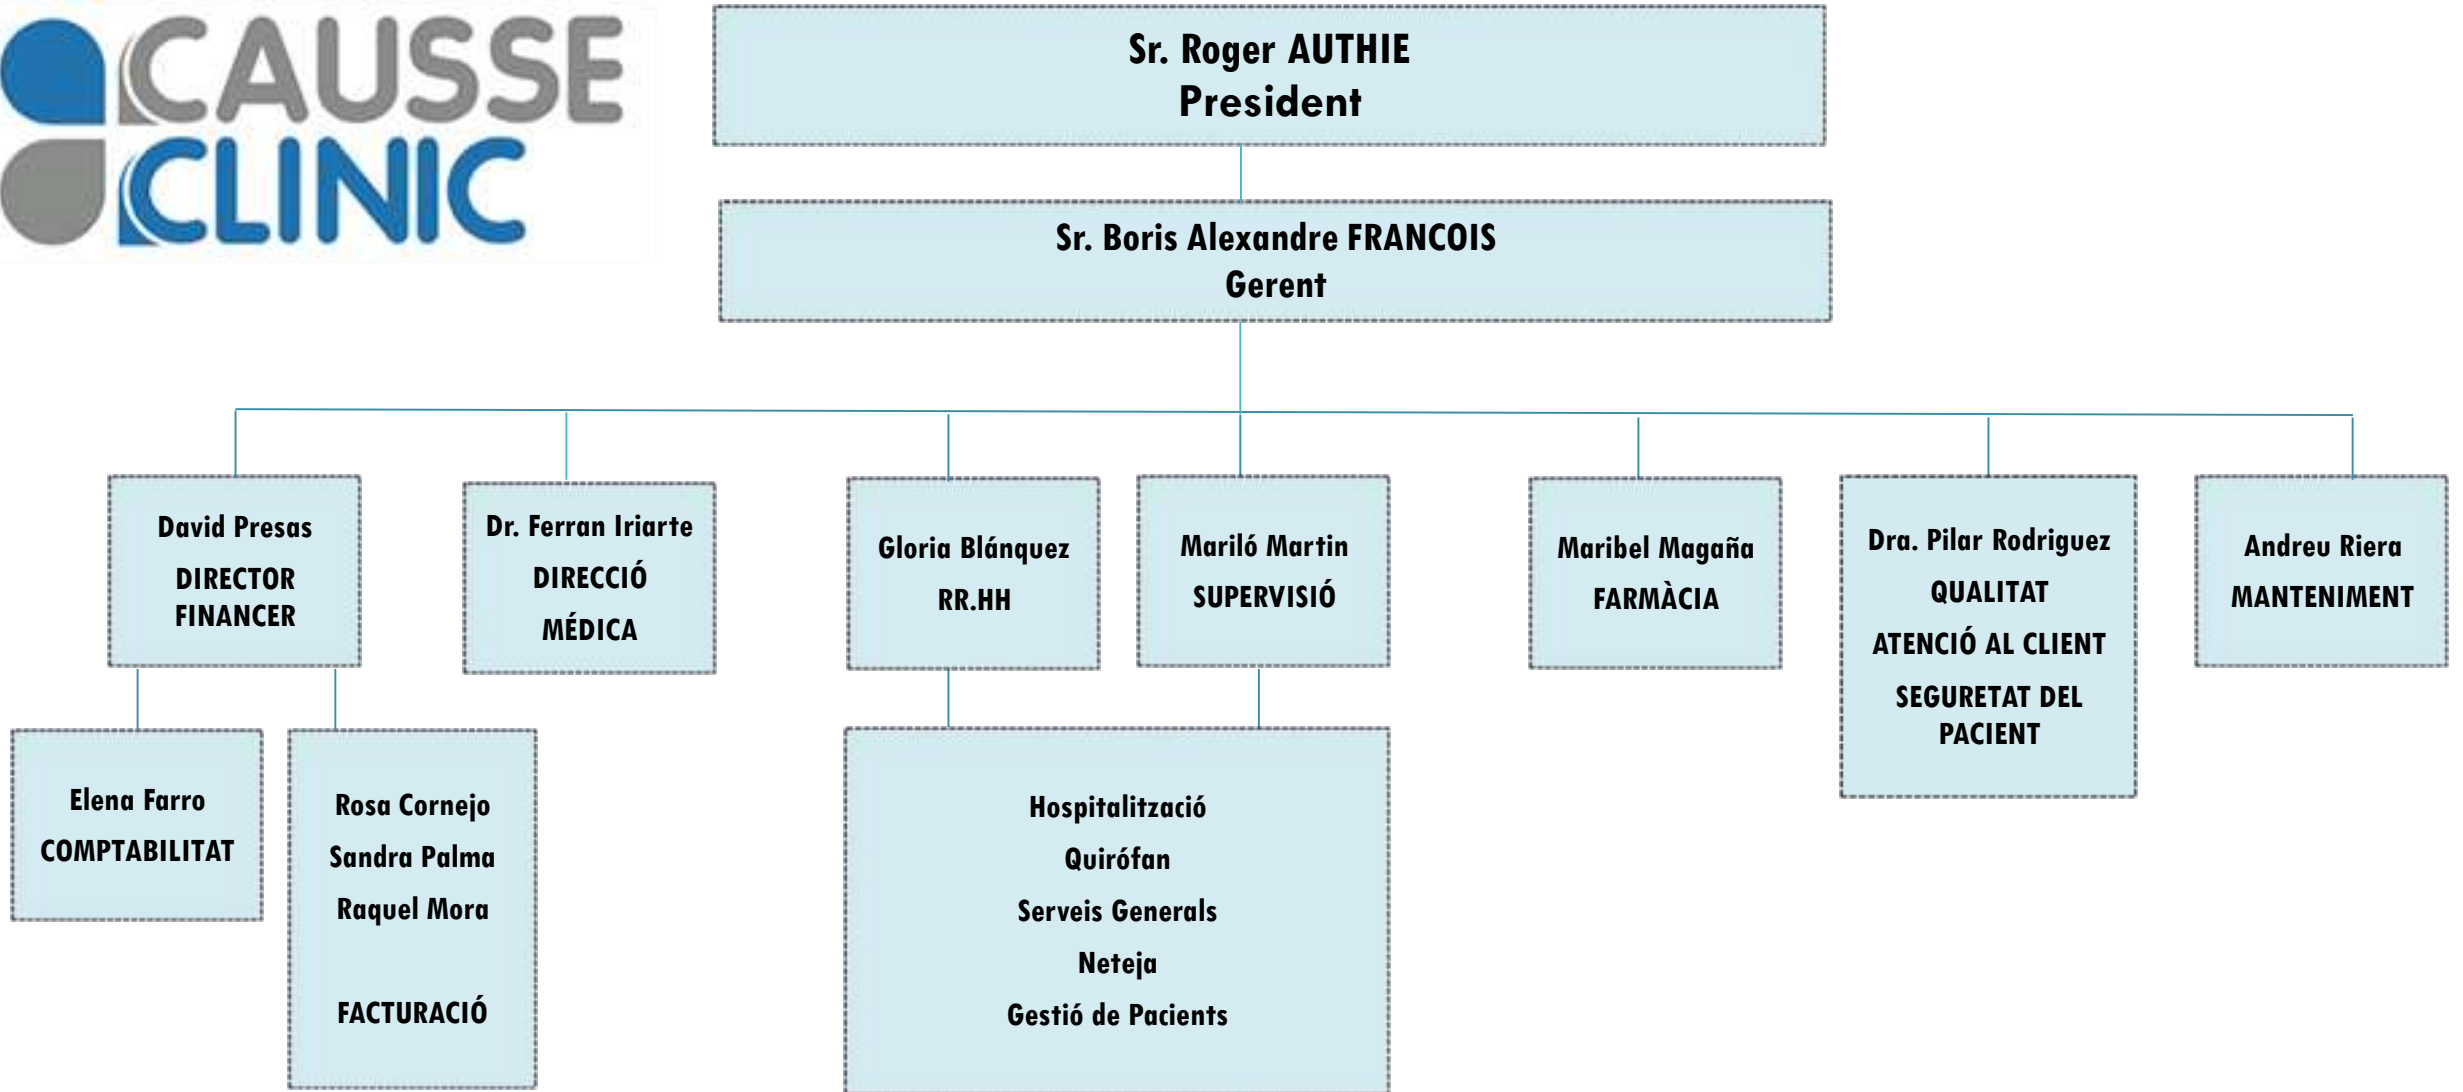 CAUSSE
CLINIC
Sr. Roger AUTHIE
President
Sr. Boris Alexandre FRANCOIS
Gerent
David Presas
DIRECTOR
FINANCER
Dr. Ferran Iriarte
DIRECCIÓ
MÉDICA
Gloria Blánquez
RR.HH
Mariló Martin
SUPERVISIÓ
Maribel Magaña
FARMÀCIA
Dra. Pilar Rodriguez
QUALITAT
ATENCIÓ AL CLIENT
SEGURETAT DEL
PACIENT
Andreu Riera
MANTENIMENT
Elena Farro
COMPTABILITAT
Rosa Cornejo
Sandra Palma
Raquel Mora
FACTURACIÓ
Hospitalització
Quirófan
Serveis Generals
Neteja
Gestió de Pacients